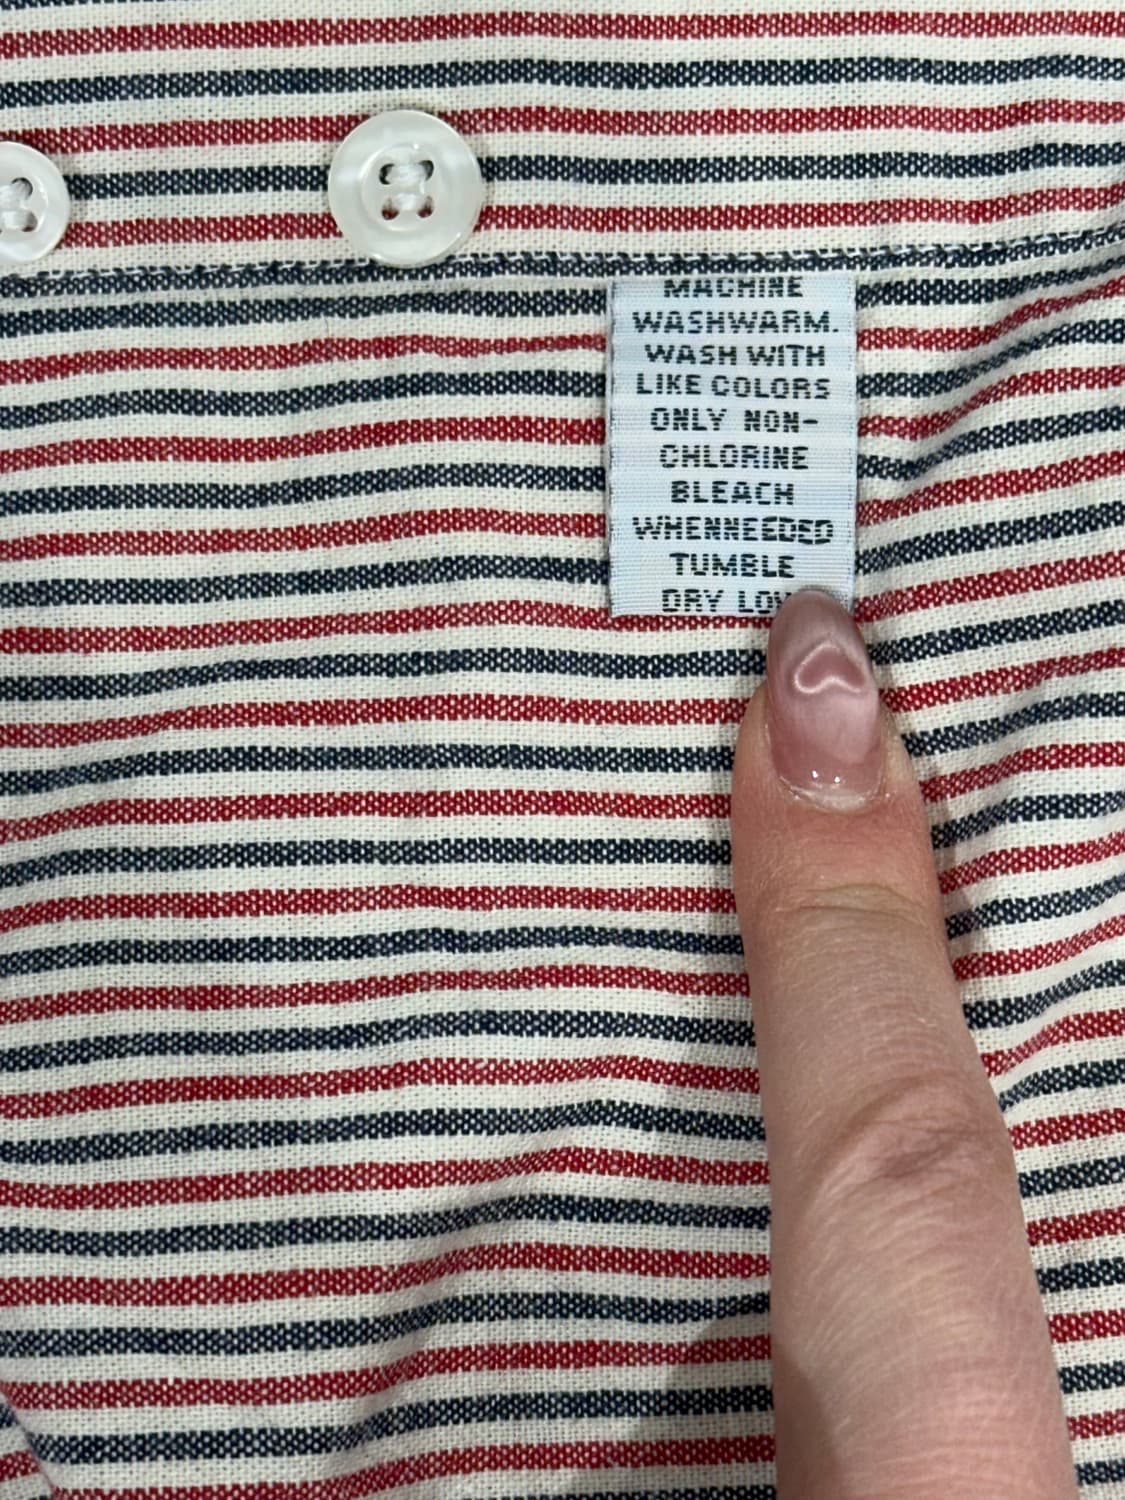 MACHINE
WASHWARM.
WASH WITH
LIKE COLORS
ONLY NON-
CHLORINE
BLEACH
WHENNEEDED
TUMBLE
DRY